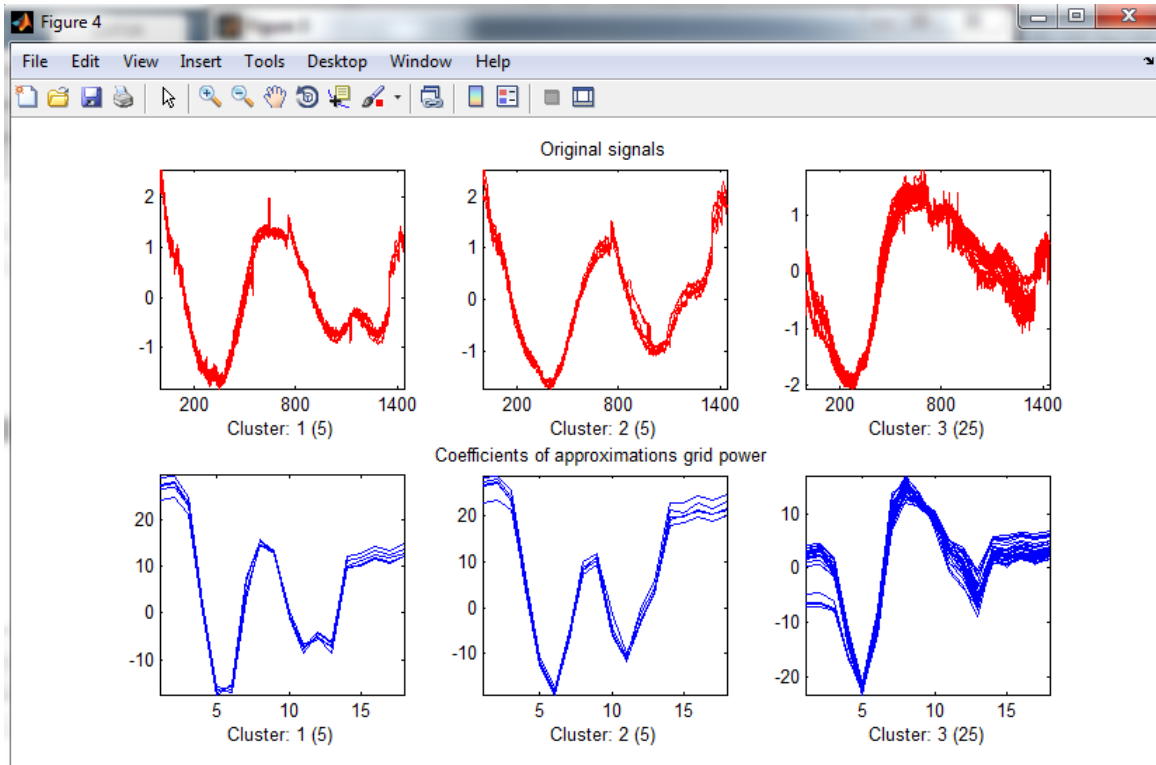 Figure 4
File Edit View Insert Tools Desktop Window Help
Original signals
2
1
0
-1
200 800 1400
Cluster: 1 (5)
2
1
0
-1
200 800 1400
Cluster: 2 (5)
1
0
-1
-2
200 800 1400
Cluster: 3 (25)
Coefficients of approximations grid power
20
10
0
-10
5 10 15
Cluster: 1 (5)
20
10
0
-10
5 10 15
Cluster: 2 (5)
10
0
-10
-20
5 10 15
Cluster: 3 (25)